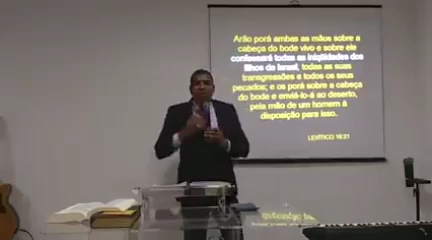 Arão porá ambas as mãos sobre a
cabeça do bode vivo e sobre ele
confessará todas as iniqüidades dos
filhos de Israel, todas as suas
transgressões e todos os seus
pecados; e os porá sobre a cabeça
do bode e enviá-lo-á ao deserto,
pela mão de um homem à
disposição para isso.
LEVÍTICO 16:21